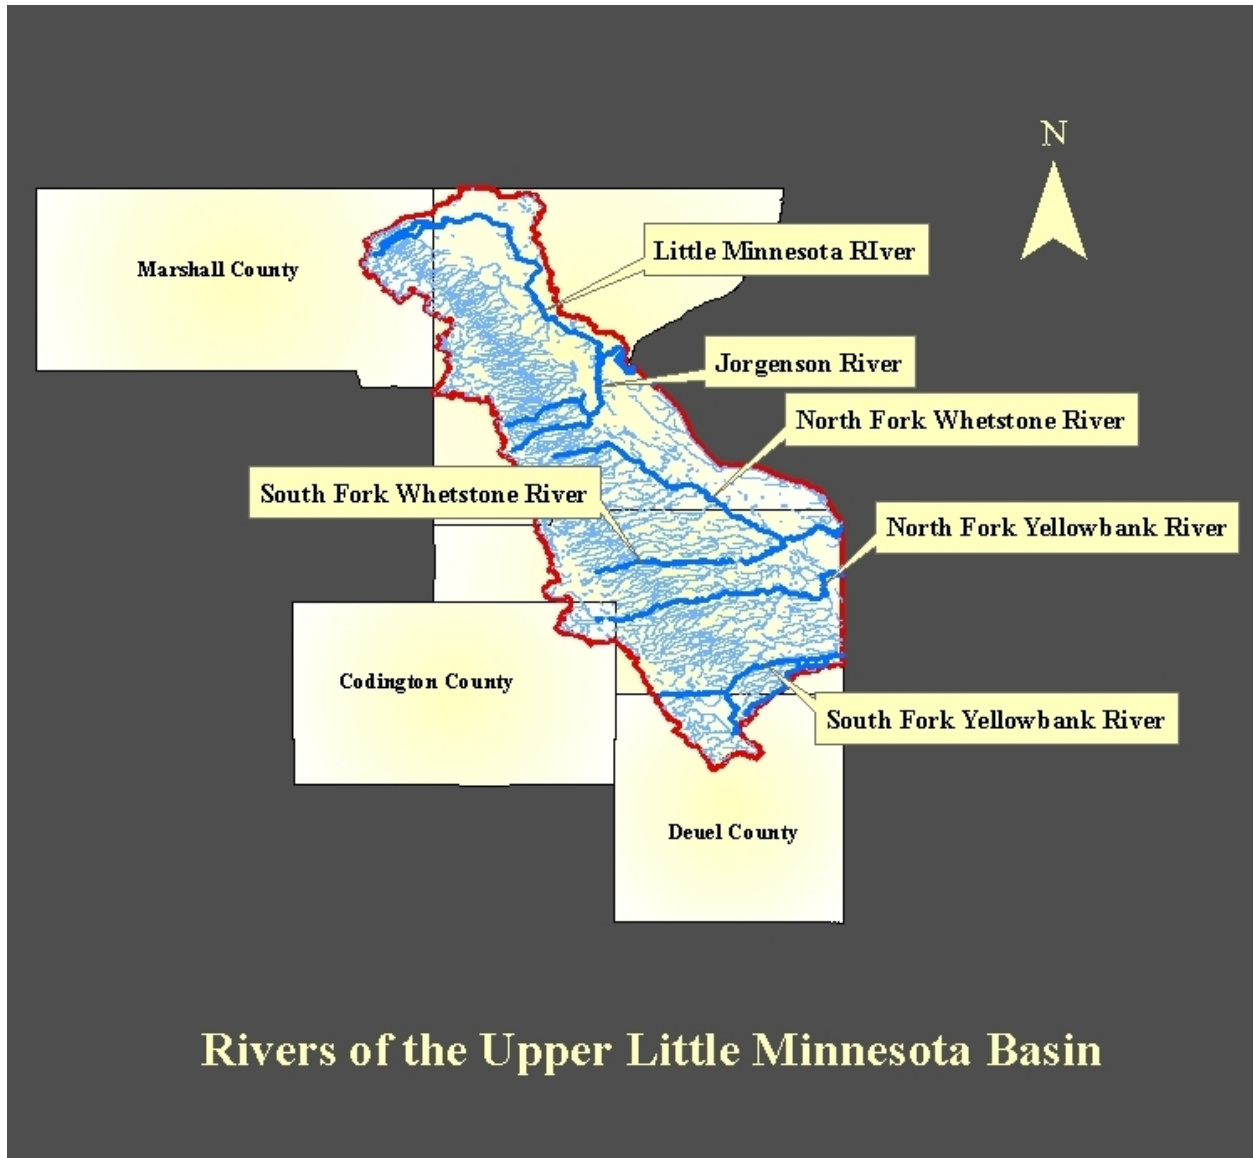 N
Little Minnesota RIver
Marshall County
Jorgenson River
North Fork Whetstone River
South Fork Whetstone River
North Fork Yellowbank River
Codington County
South Fork Yellowbank River
Deuel County
Rivers of the Upper Little Minnesota Basin